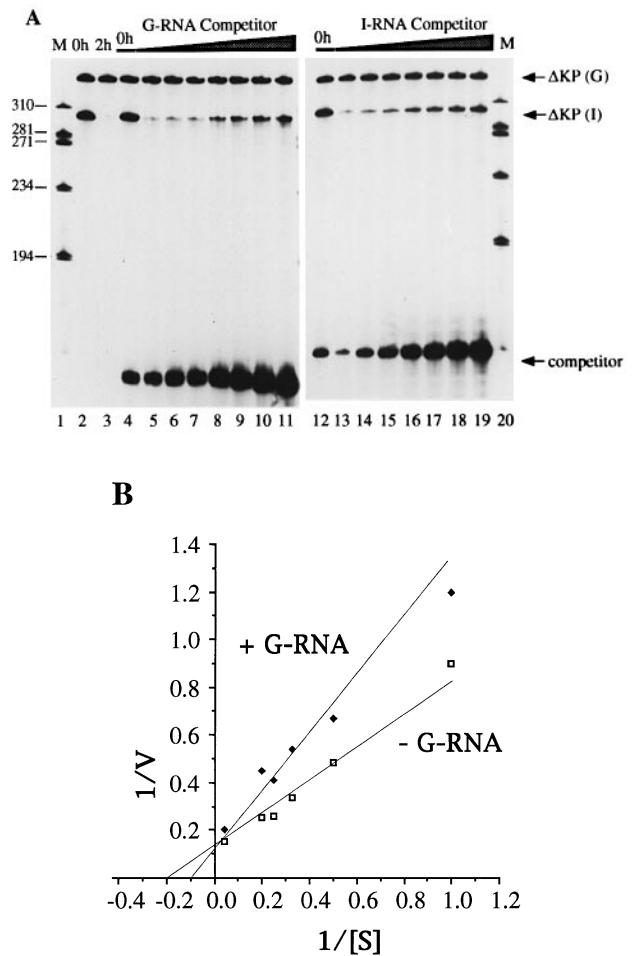 A
G-RNA Competitor
I-RNA Competitor
M 0h 2h 0h
0h M
ΔKP (G)
ΔKP (I)
310
281
271
234
194
competitor
1 2 3 4 5 6 7 8 9 10 11
12 13 14 15 16 17 18 19 20
B
1.4
1.2
1.0
0.8
0.6
0.4
0.2
+ G-RNA
- G-RNA
1/V
-0.4 -0.2 0.0 0.2 0.4 0.6 0.8 1.0 1.2
1/[S]